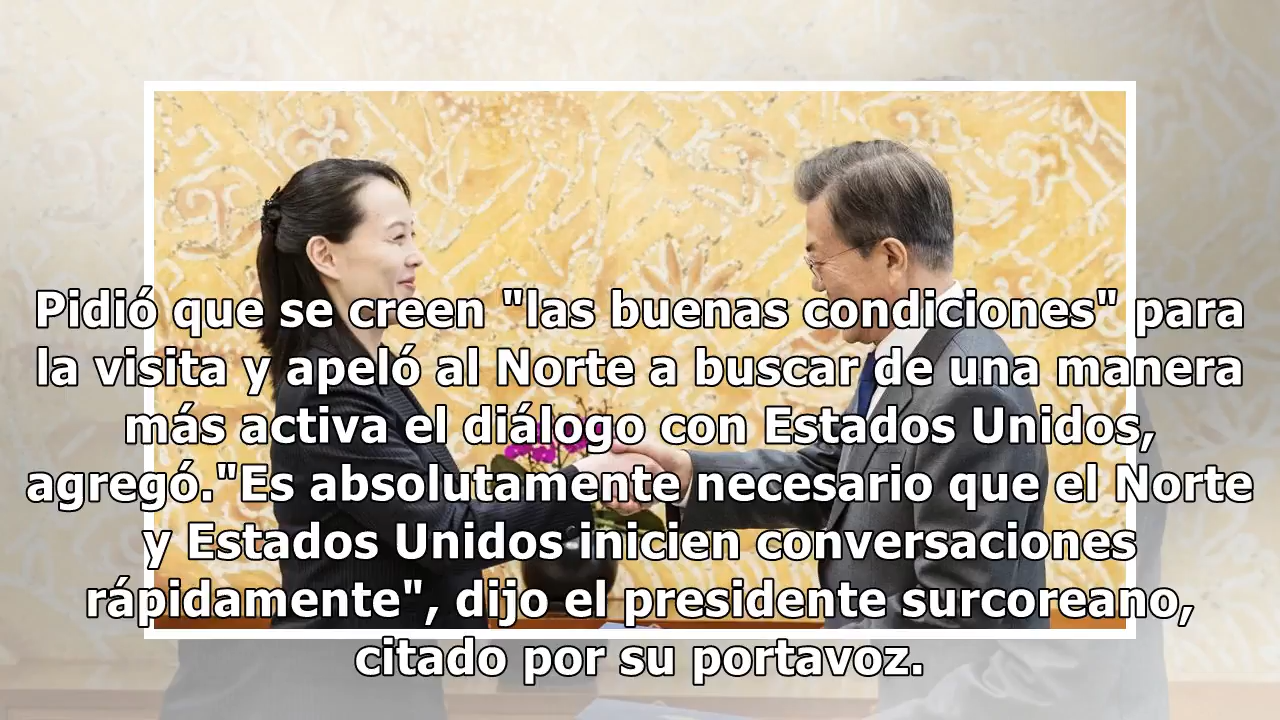 Pidió que se creen "las buenas condiciones" para
la visita y apeló al Norte a buscar de una manera
más activa el diálogo con Estados Unidos,
agregó."Es absolutamente necesario que el Norte
y Estados Unidos inicien conversaciones
rápidamente", dijo el presidente surcoreano,
citado por su portavoz.